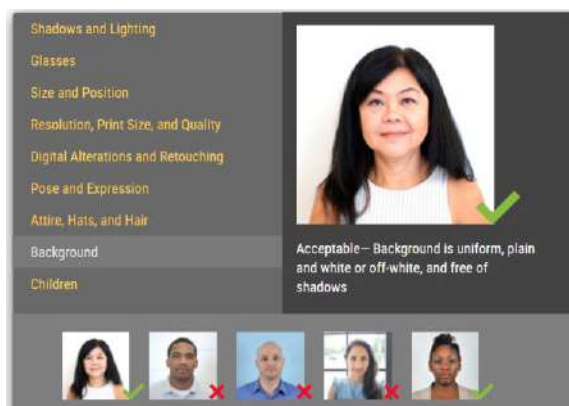 Shadows and Lighting
Glasses
Size and Position
Resolution, Print Size, and Quality
Digital Alterations and Retouching
Pose and Expression
Attire, Hats, and Hair
Background
Children
Acceptable— Background is uniform, plain
and white or off-white, and free of
shadows